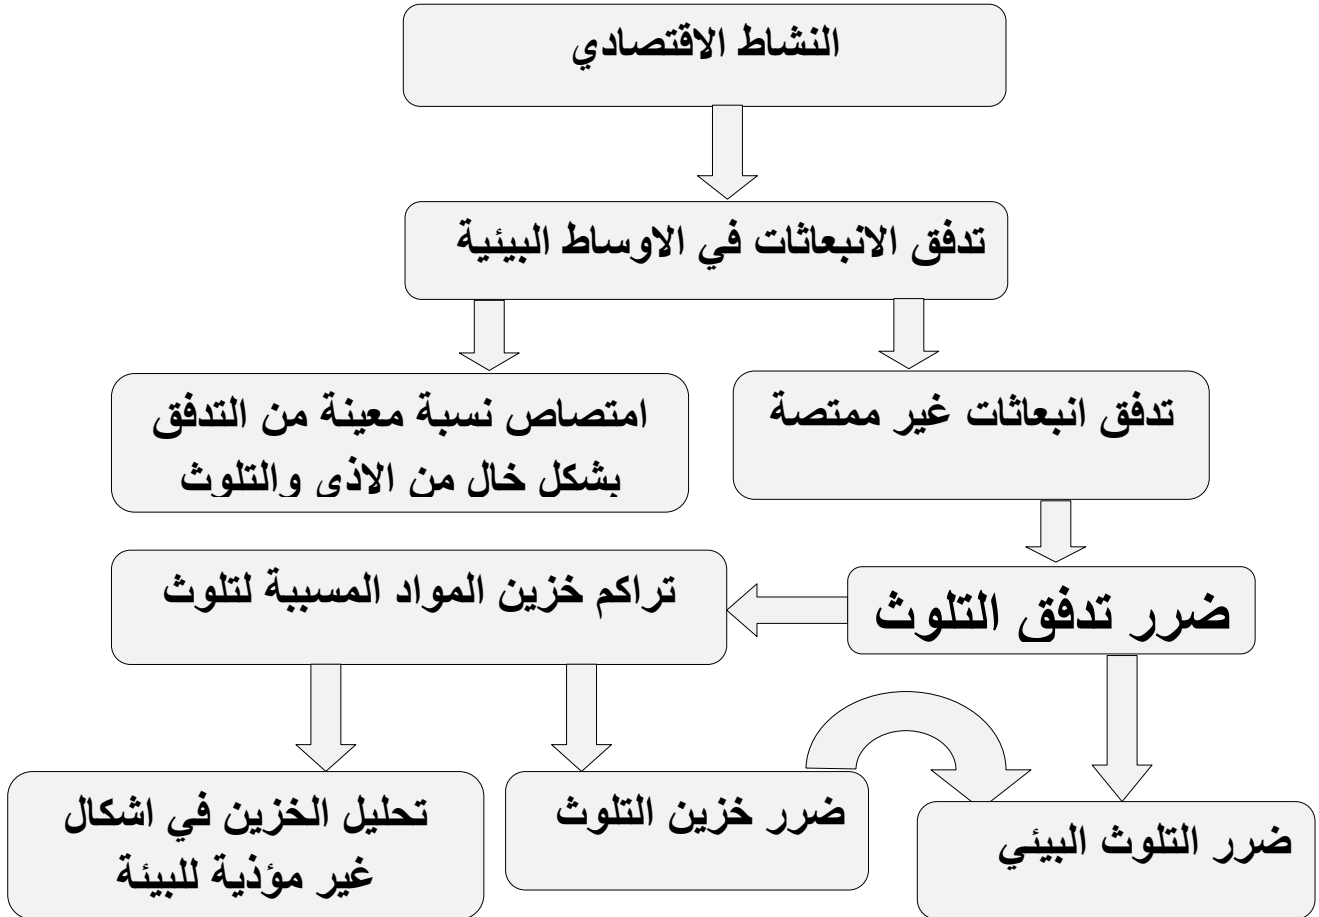 النشاط الاقتصادي
تدفق الانبعاثات في الاوساط البيئية
تدفق انبعاثات غير ممتصة
امتصاص نسبة معينة من التدفق
بشكل خال من الاذى والتلوث
ضرر تدفق التلوث
تراكم خزين المواد المسببة لتلوث
ضرر التلوث البيئي
ضرر خزين التلوث
تحليل الخزين في اشكال
غير مؤذية للبيئة